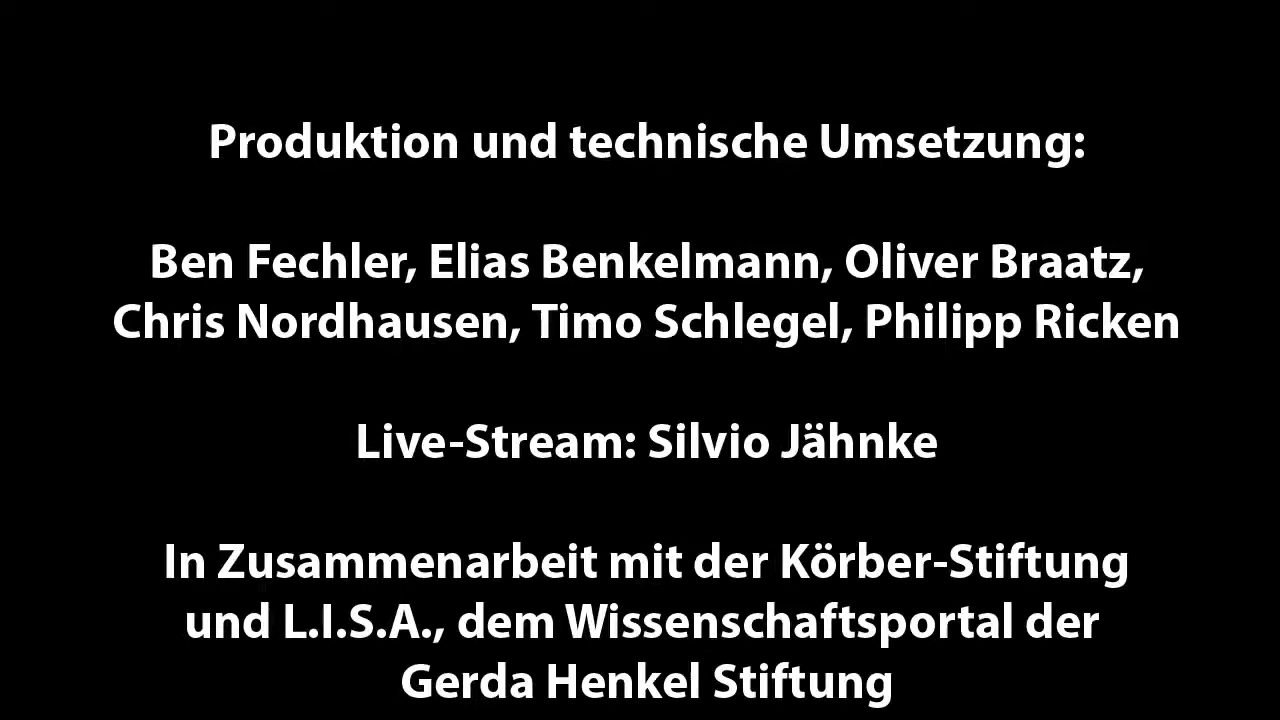 Produktion und technische Umsetzung:
Ben Fechler, Elias Benkelmann, Oliver Braatz,
Chris Nordhausen, Timo Schlegel, Philipp Ricken
Live-Stream: Silvio Jähnke
In Zusammenarbeit mit der Körber-Stiftung
und L.I.S.A., dem Wissenschaftsportal der
Gerda Henkel Stiftung